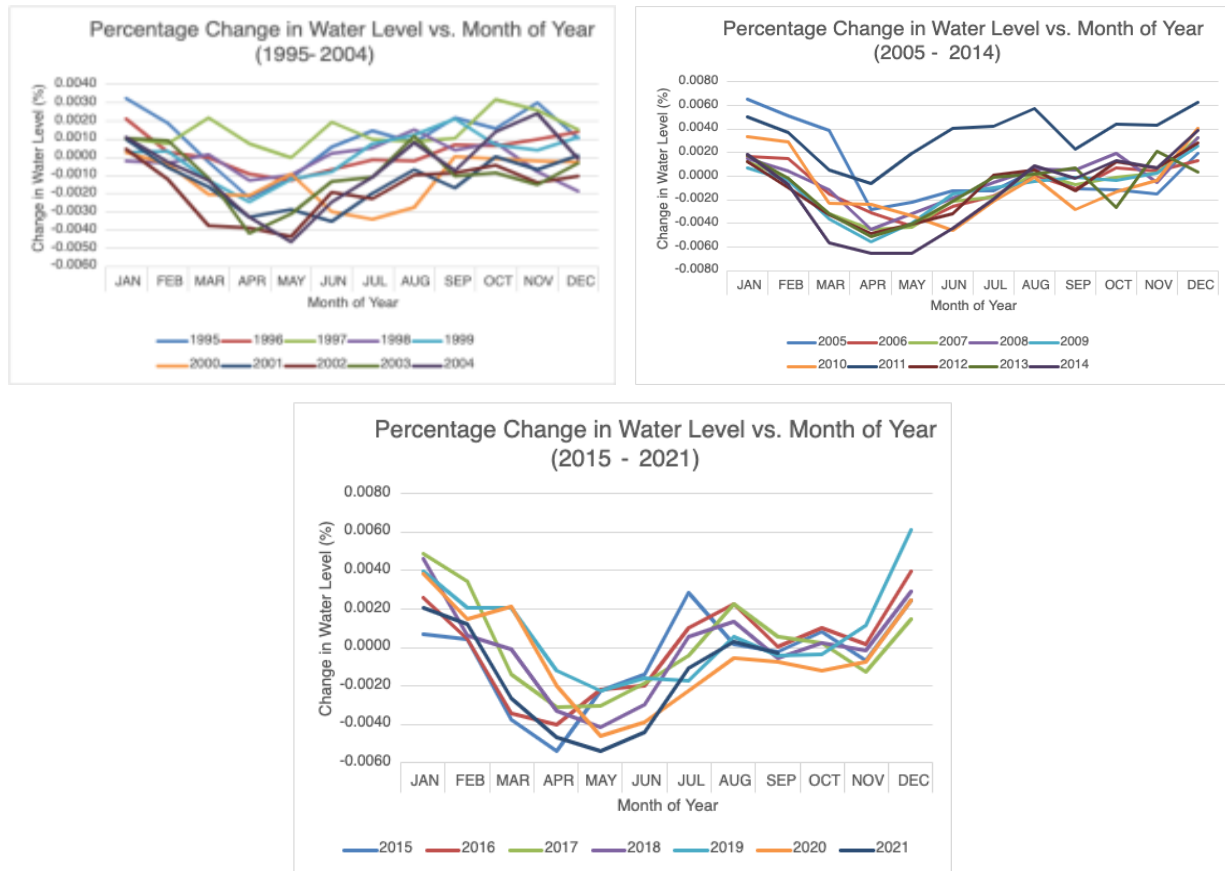 Percentage Change in Water Level vs. Month of Year
(1995- 2004)
Change in Water Level (%)
0.0040
0.0030
0.0020
0.0010
0.0000
-0.0010
-0.0020
-0.0030
-0.0040
-0.0050
-0.0060
JAN FEB MAR APR MAY JUN JUL AUG SEP OCT NOV DEC
Month of Year
1995 1996 1997 1998 1999
2000 2001 2002 2003 2004
Percentage Change in Water Level vs. Month of Year
(2005 - 2014)
Change in Water Level (%)
0.0080
0.0060
0.0040
0.0020
0.0000
-0.0020
-0.0040
-0.0060
-0.0080
JAN FEB MAR APR MAY JUN JUL AUG SEP OCT NOV DEC
Month of Year
2005 2006 2007 2008 2009
2010 2011 2012 2013 2014
Percentage Change in Water Level vs. Month of Year
(2015 - 2021)
Change in Water Level (%)
0.0080
0.0060
0.0040
0.0020
0.0000
-0.0020
-0.0040
-0.0060
JAN FEB MAR APR MAY JUN JUL AUG SEP OCT NOV DEC
Month of Year
2015 2016 2017 2018 2019 2020 2021